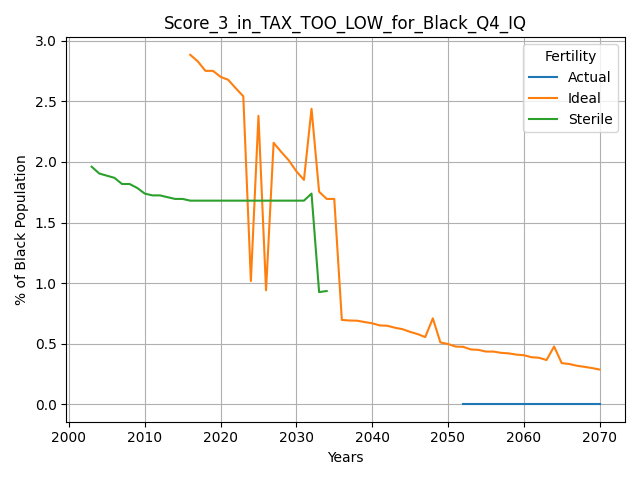 Score_3_in_TAX_TOO_LOW_for_Black_Q4_IQ
% of Black Population
3.0
2.5
2.0
1.5
1.0
0.5
0.0
Fertility
Actual
Ideal
Sterile
2000 2010 2020 2030 2040 2050 2060 2070
Years